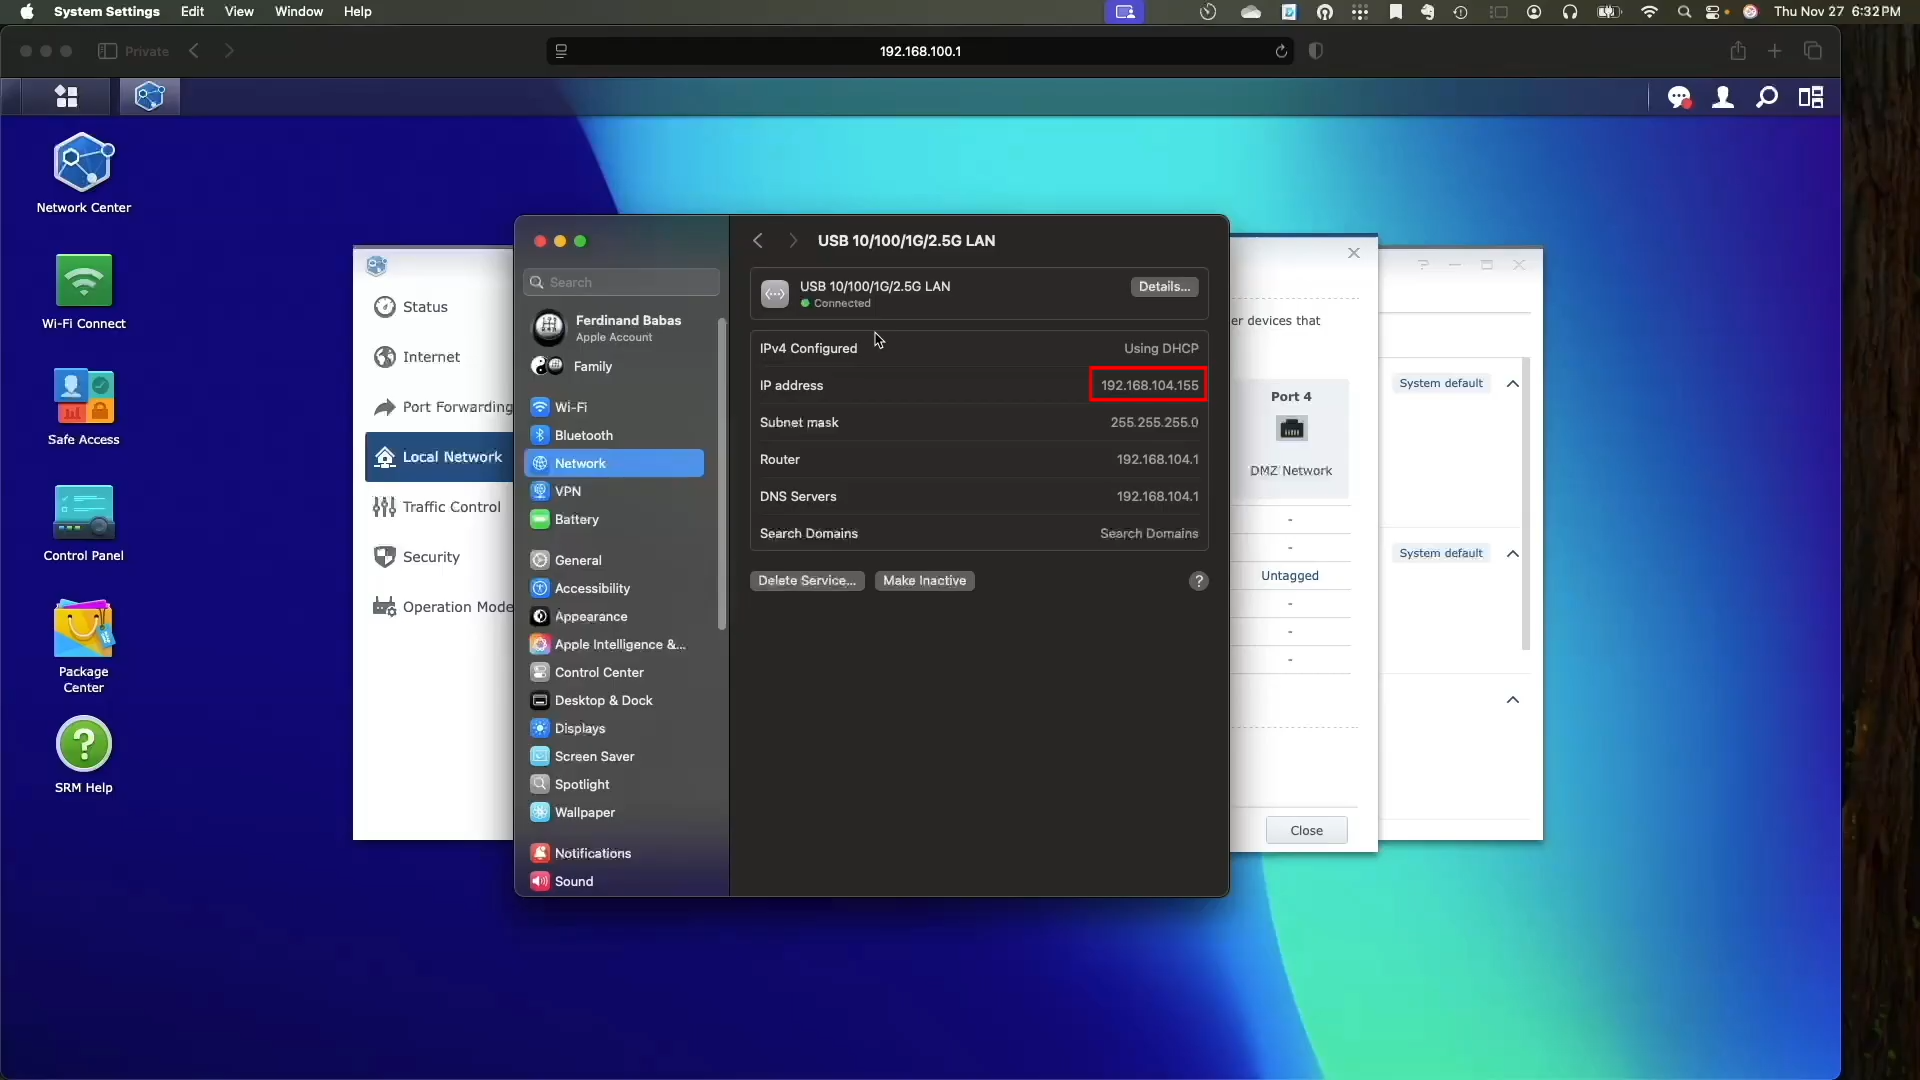 System Settings Edit View Window Help
Thu Nov 27 6:32 PM
Private
192.168.100.1
Network Center
Wi-Fi Connect
Safe Access
Control Panel
Package
Center
SRM Help
Status
Internet
Port Forwarding
Local Network
Traffic Control
Security
Operation Mode
Search
Ferdinand Babas
Apple Account
Family
Wi-Fi
Bluetooth
Network
VPN
Battery
General
Accessibility
Appearance
Apple Intelligence &...
Control Center
Desktop & Dock
Displays
Screen Saver
Spotlight
Wallpaper
Notifications
Sound
USB 10/100/1G/2.5G LAN
USB 10/100/1G/2.5G LAN
Connected
Details...
IPv4 Configured Using DHCP
IP address 192.168.104.155
Subnet mask 255.255.255.0
Router 192.168.104.1
DNS Servers 192.168.104.1
Search Domains Search Domains
Delete Service... Make Inactive ?
er devices that
Port 4
DMZ Network
-
-
Untagged
-
-
-
Close
System default
System default